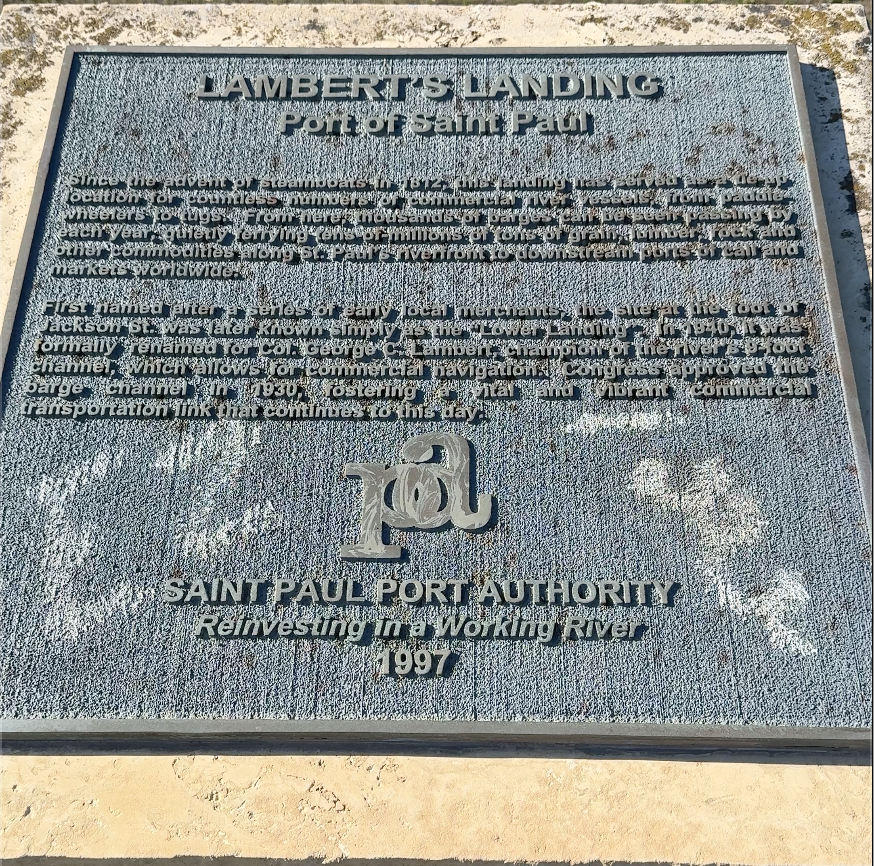 LAMBERT'S LANDING
Port of Saint Paul
Since the advent of steamboats in 1812, this landing has served as a tie-up
location for countless numbers of commercial river vessels, from paddle-
wheelers to tugs. From here, thousands of barges can be seen passing by
each year, quietly ferrying tens of millions of tons of grain, timber, coal and
other commodities along St. Paul's riverfront to downstream ports of call and
markets worldwide.
First named after a series of early local merchants, the site at the foot of
Jackson St. was later known simply as the "Lower Landing". In it was
formally renamed for Col. George C. Lambert, champion of the river's 9-foot
channel, which allows for commercial navigation. Congress approved the
barge channel in 1930, fostering a vital and vibrant commercial
transportation link that continues to this day.
pa
SAINT PAUL PORT AUTHORITY
Reinvesting in a Working River
1997